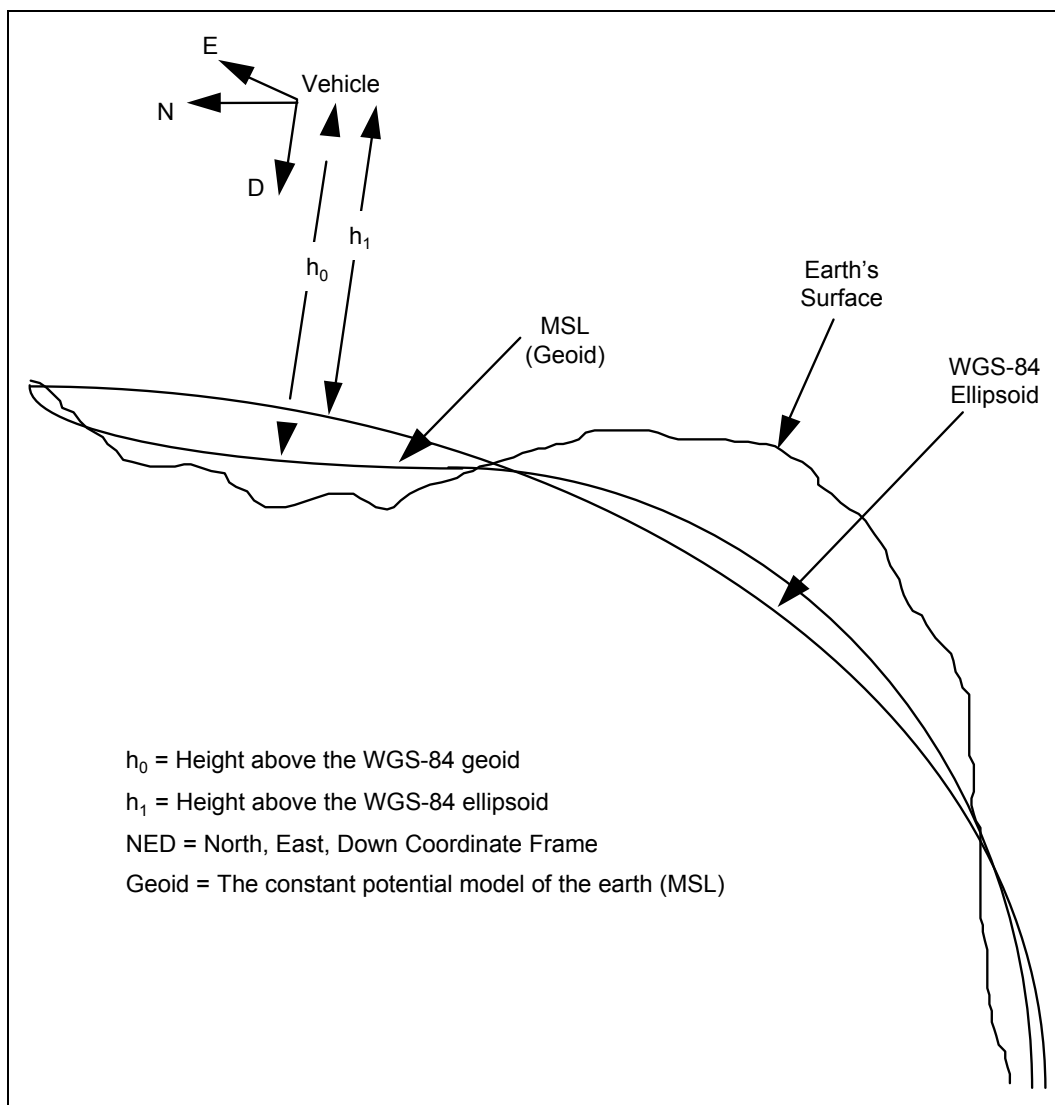 E
Vehicle
N
D
h₁
h₀
Earth's
Surface
MSL
(Geoid)
WGS-84
Ellipsoid
h₀ = Height above the WGS-84 geoid
h₁ = Height above the WGS-84 ellipsoid
NED = North, East, Down Coordinate Frame
Geoid = The constant potential model of the earth (MSL)